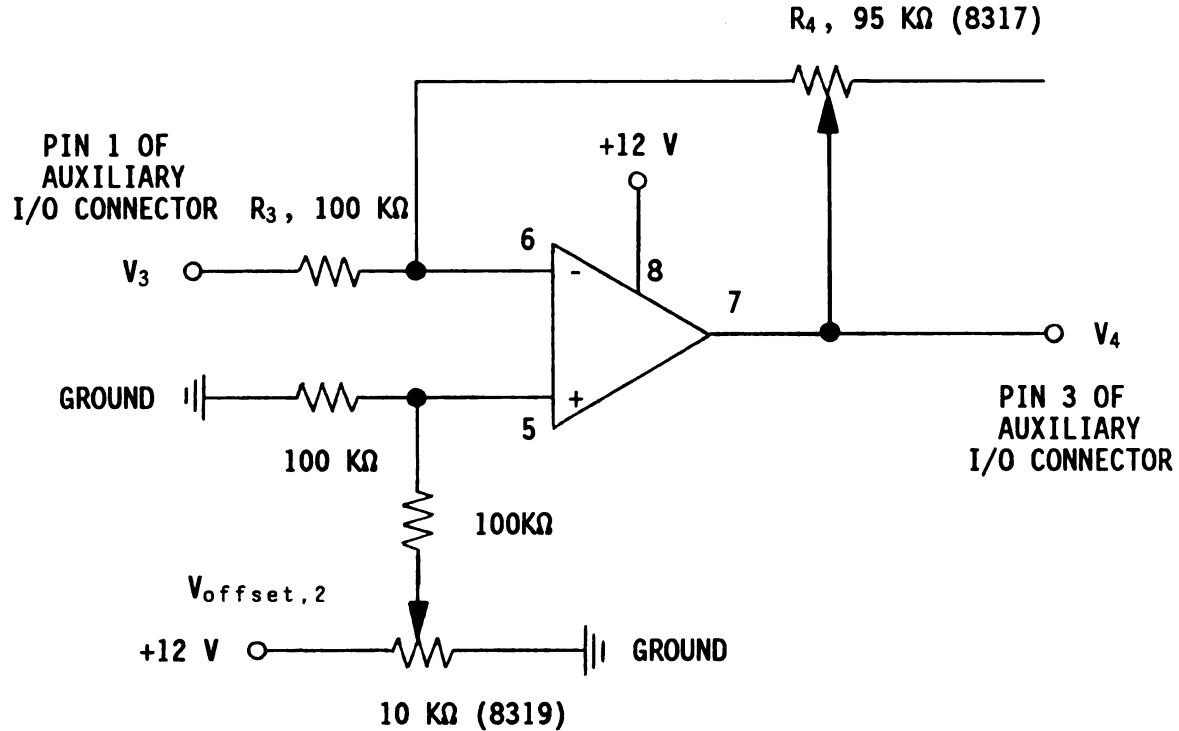 R4, 95 KΩ (8317)
PIN 1 OF
AUXILIARY
I/O CONNECTOR
R3, 100 KΩ
+12 V
V3
6
-
8
7
V4
GROUND
+
5
100 KΩ
PIN 3 OF
AUXILIARY
I/O CONNECTOR
100KΩ
Voffset,2
+12 V
GROUND
10 KΩ (8319)